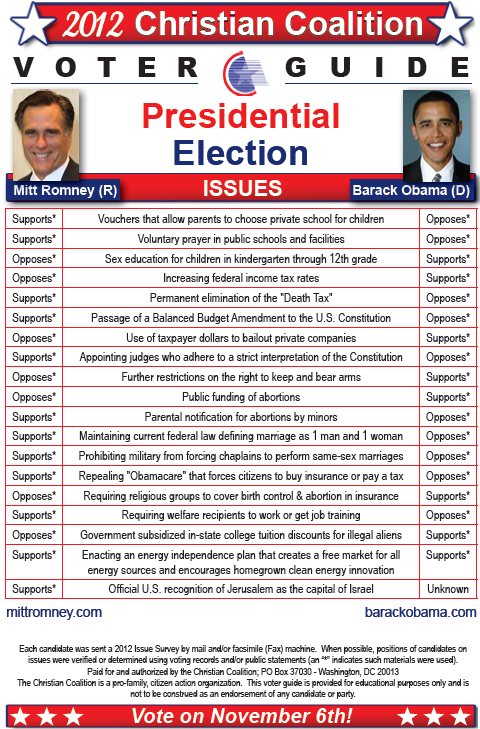 2012 Christian Coalition
VOTER GUIDE
Presidential
Election
Mitt Romney (R) ISSUES Barack Obama (D)
Supports* Vouchers that allow parents to choose private school for children Opposes*
Supports* Voluntary prayer in public schools and facilities Opposes*
Opposes* Sex education for children in kindergarten through 12th grade Supports*
Opposes* Increasing federal income tax rates Supports*
Supports* Permanent elimination of the "Death Tax" Opposes*
Supports* Passage of a Balanced Budget Amendment to the U.S. Constitution Opposes*
Opposes* Use of taxpayer dollars to bailout private companies Supports*
Supports* Appointing judges who adhere to a strict interpretation of the Constitution Opposes*
Opposes* Further restrictions on the right to keep and bear arms Supports*
Opposes* Public funding of abortions Supports*
Supports* Parental notification for abortions by minors Opposes*
Supports* Maintaining current federal law defining marriage as 1 man and 1 woman Opposes*
Supports* Prohibiting military from forcing chaplains to perform same-sex marriages Opposes*
Supports* Repealing "Obamacare" that forces citizens to buy insurance or pay a tax Opposes*
Opposes* Requiring religious groups to cover birth control & abortion in insurance Supports*
Supports* Requiring welfare recipients to work or get job training Opposes*
Opposes* Government subsidized in-state college tuition discounts for illegal aliens Supports*
Supports* Enacting an energy independence plan that creates a free market for all Supports*
energy sources and encourages homegrown clean energy innovation
Supports* Official U.S. recognition of Jerusalem as the capital of Israel Unknown
mittromney.com barackobama.com
Each candidate was sent a 2012 Issue Survey by mail and/or facsimile (Fax) machine. When possible, positions of candidates on
issues were verified or determined using voting records and/or public statements (an "*" indicates such materials were used).
Paid for and authorized by the Christian Coalition; PO Box 37030 - Washington, DC 20013
The Christian Coalition is a pro-family, citizen action organization. This voter guide is provided for educational purposes only and is
not to be construed as an endorsement of any candidate or party.
Vote on November 6th!